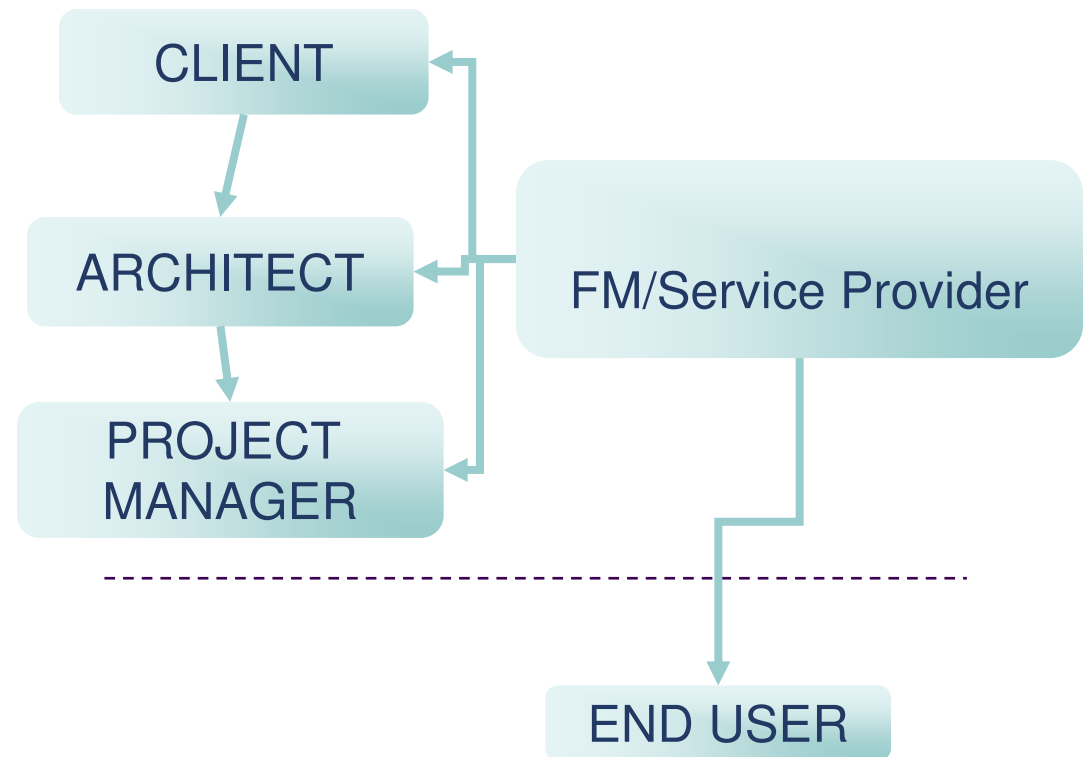 CLIENT
ARCHITECT
FM/Service Provider
PROJECT
MANAGER
END USER